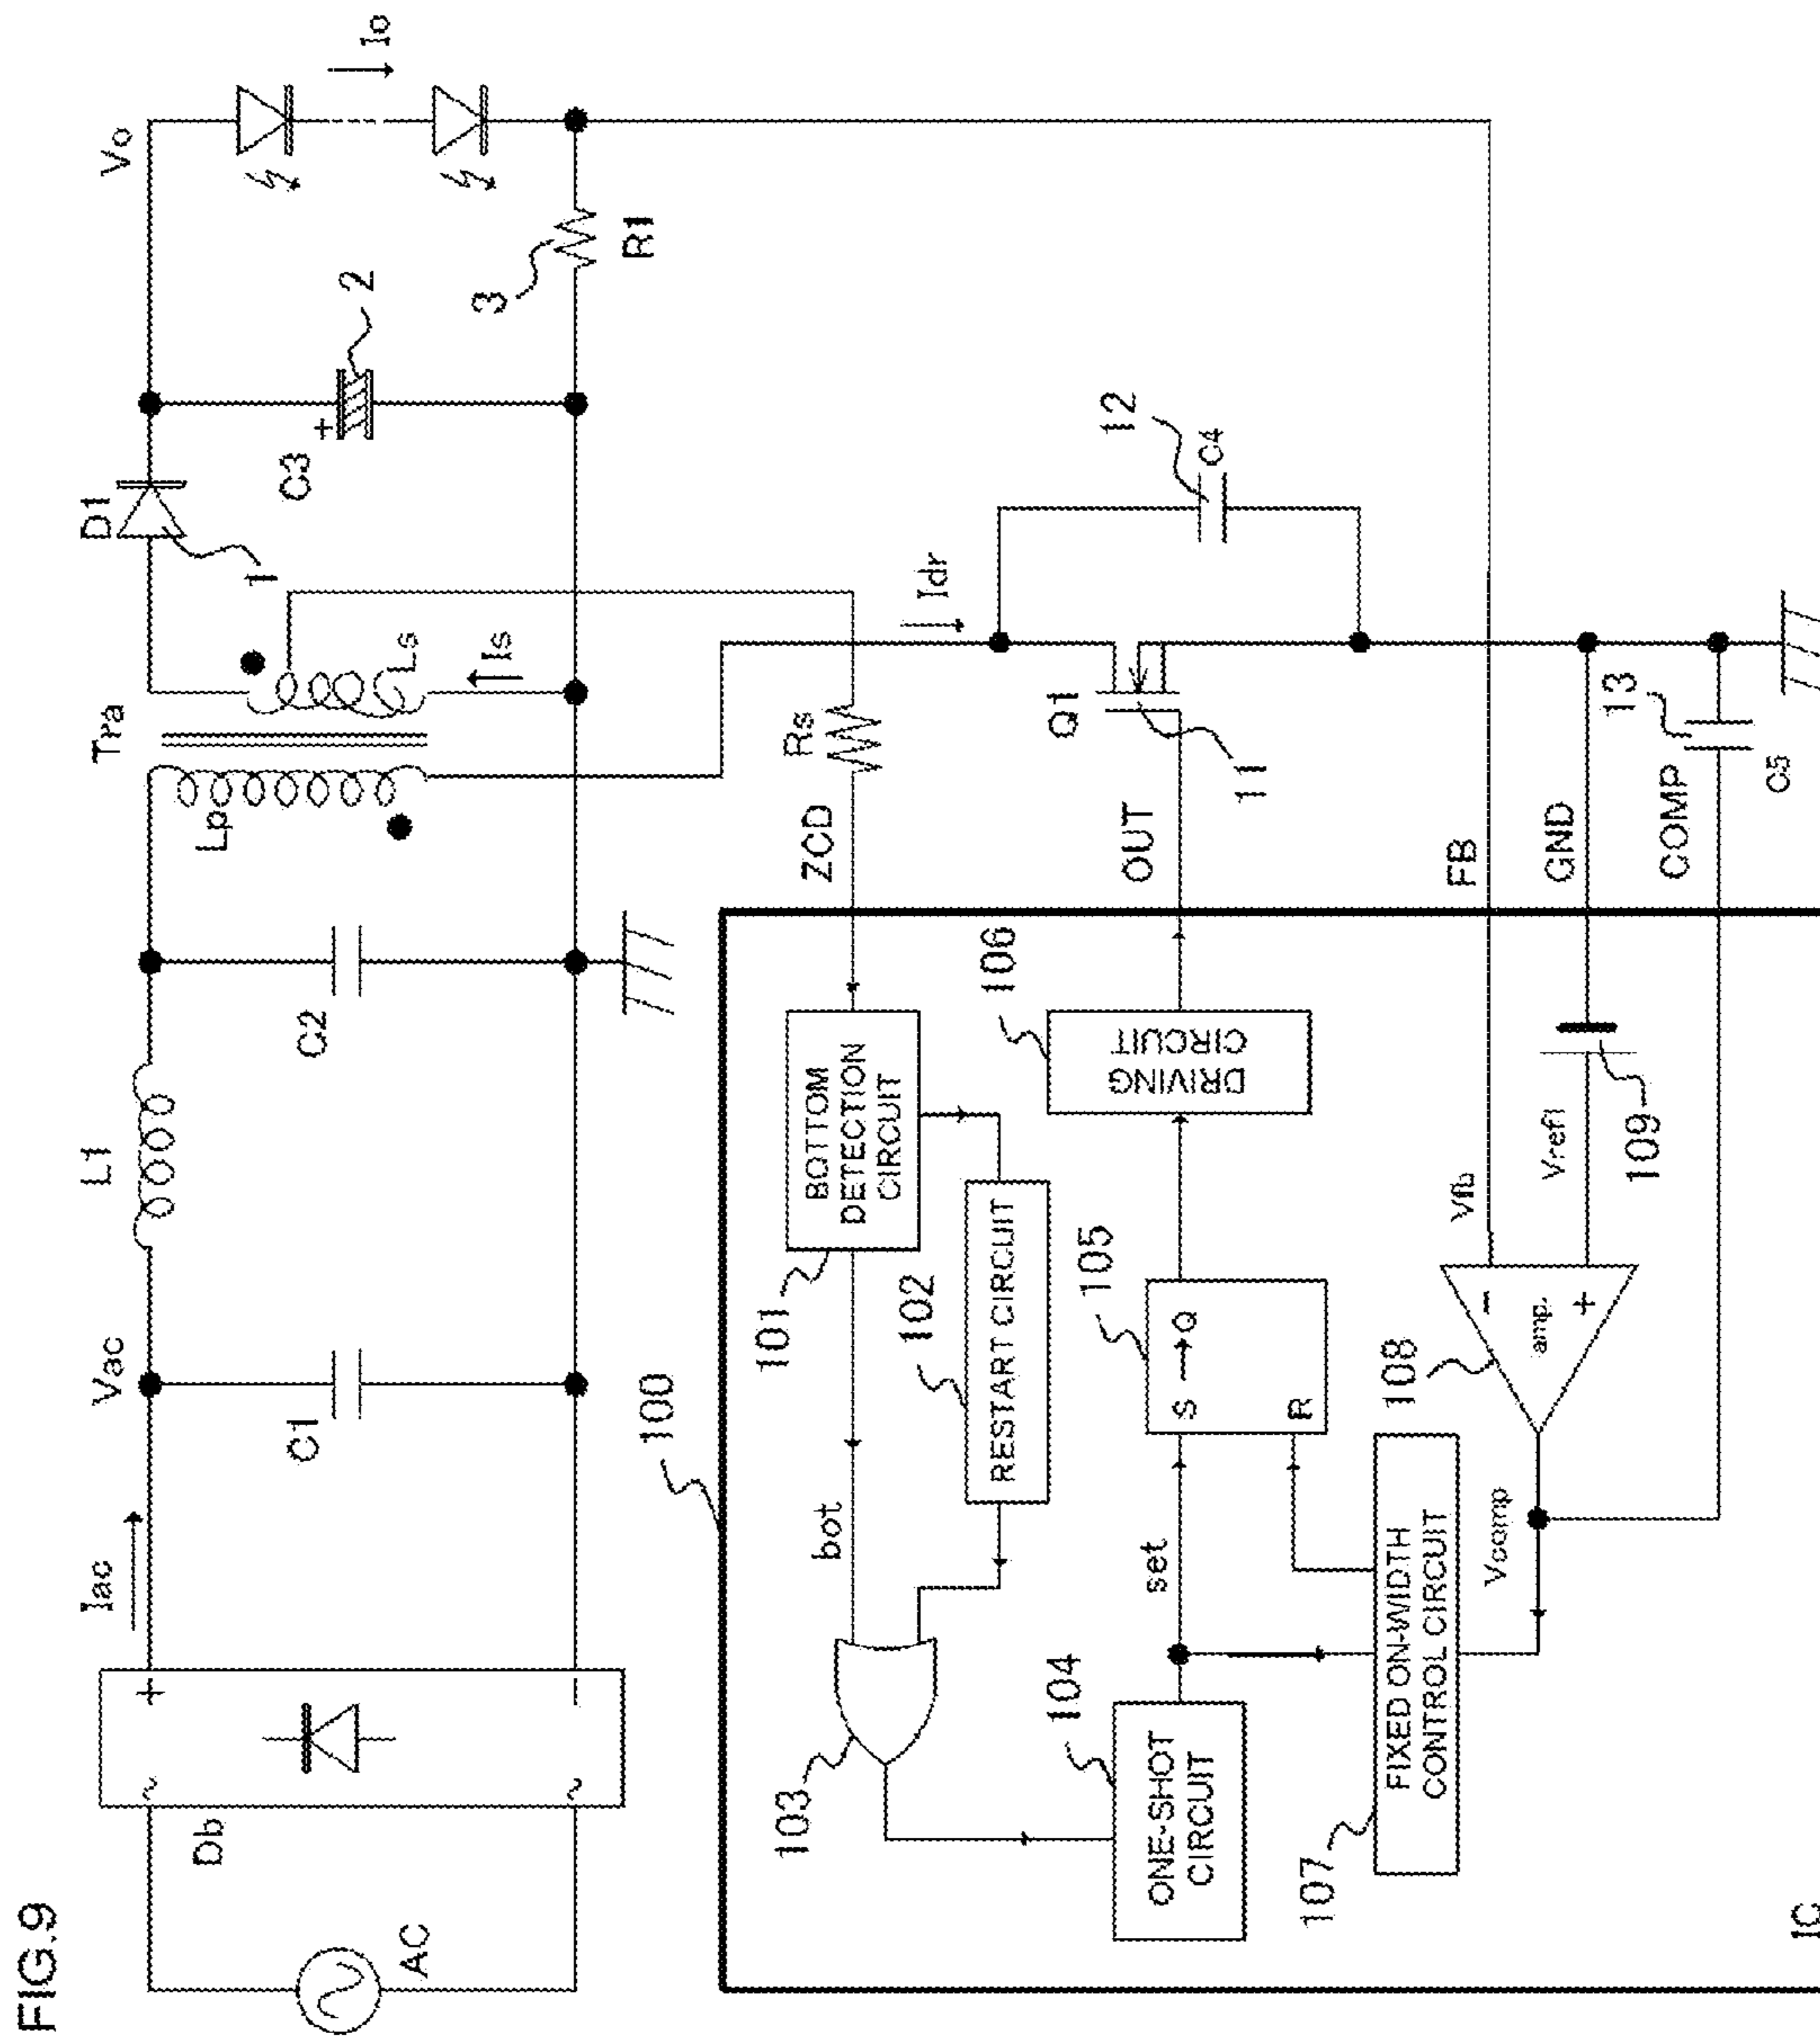 FIG.9
AC
Db
~
~
+
−
Iac
Vac
C1
L1
C2
Tra
Lp
Ls
Is
D1
1
C3
+
2
3
R1
Vo
Io
100
IC
ZCD
Rs
Idr
Q1
11
12
C4
OUT
FB
GND
COMP
13
C5
101
BOTTOM
DETECTION
CIRCUIT
102
RESTART CIRCUIT
bot
103
104
ONE-SHOT
CIRCUIT
set
105
S → Q
R
106
DRIVING
CIRCUIT
107
FIXED ON-WIDTH
CONTROL CIRCUIT
Vcomp
108
amp.
−
+
Vfb
Vref1
109